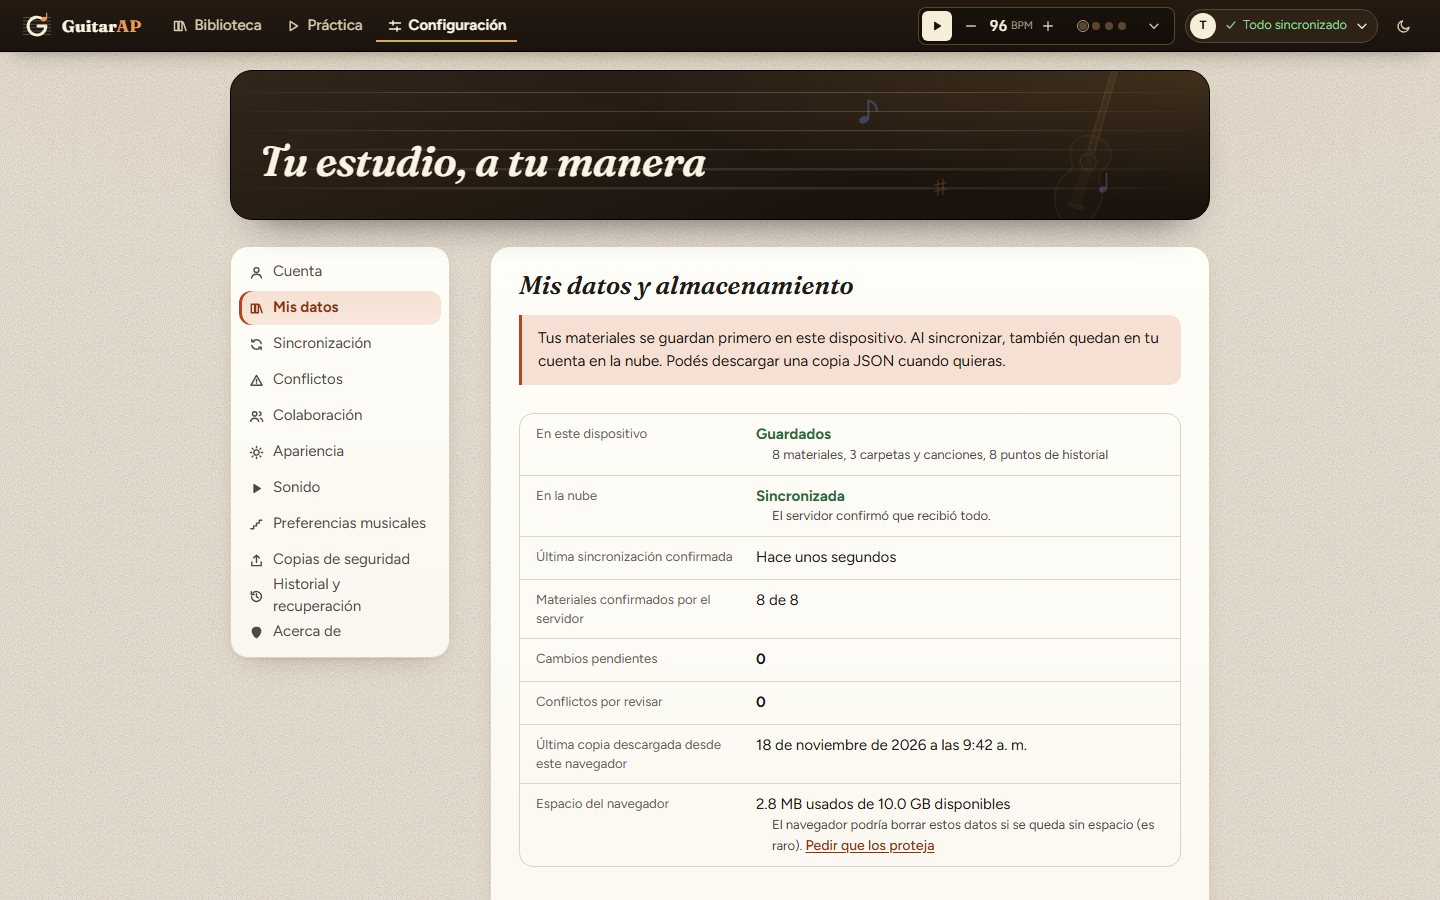 GuitarAP
Biblioteca
Práctica
Configuración
96 BPM
T
Todo sincronizado
Tu estudio, a tu manera
Cuenta
Mis datos
Sincronización
Conflictos
Colaboración
Apariencia
Sonido
Preferencias musicales
Copias de seguridad
Historial y
recuperación
Acerca de
Mis datos y almacenamiento
Tus materiales se guardan primero en este dispositivo. Al sincronizar, también quedan en tu
cuenta en la nube. Podés descargar una copia JSON cuando quieras.
En este dispositivo
Guardados
8 materiales, 3 carpetas y canciones, 8 puntos de historial
En la nube
Sincronizada
El servidor confirmó que recibió todo.
Última sincronización confirmada
Hace unos segundos
Materiales confirmados por el
servidor
8 de 8
Cambios pendientes
0
Conflictos por revisar
0
Última copia descargada desde
este navegador
18 de noviembre de 2026 a las 9:42 a. m.
Espacio del navegador
2.8 MB usados de 10.0 GB disponibles
El navegador podría borrar estos datos si se queda sin espacio (es
raro). Pedir que los proteja